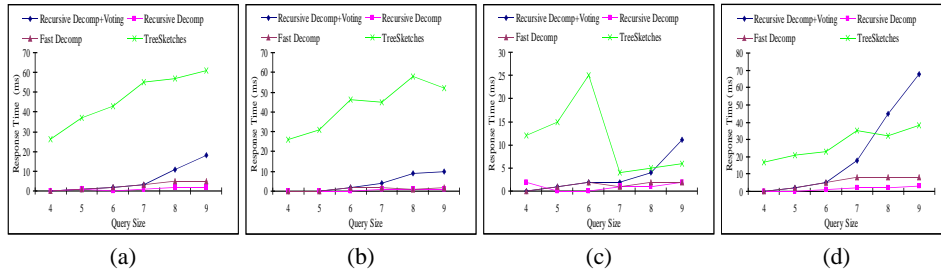 Recursive Decomp+Voting Recursive Decomp
Fast Decomp TreeSketches
Response Time (ms)
70
60
50
40
30
20
10
0
4 5 6 7 8 9
Query Size
(a)
Recursive Decomp+Voting Recursive Decomp
Fast Decomp TreeSketches
Response Time (ms)
70
60
50
40
30
20
10
0
4 5 6 7 8 9
Query Size
(b)
Recursive Decomp+Voting Recursive Decomp
Fast Decomp TreeSketches
Response Time (ms)
30
25
20
15
10
5
0
4 5 6 7 8 9
Query Size
(c)
Recursive Decomp+Voting Recursive Decomp
Fast Decomp TreeSketches
Response Time (ms)
80
70
60
50
40
30
20
10
0
4 5 6 7 8 9
Query Size
(d)